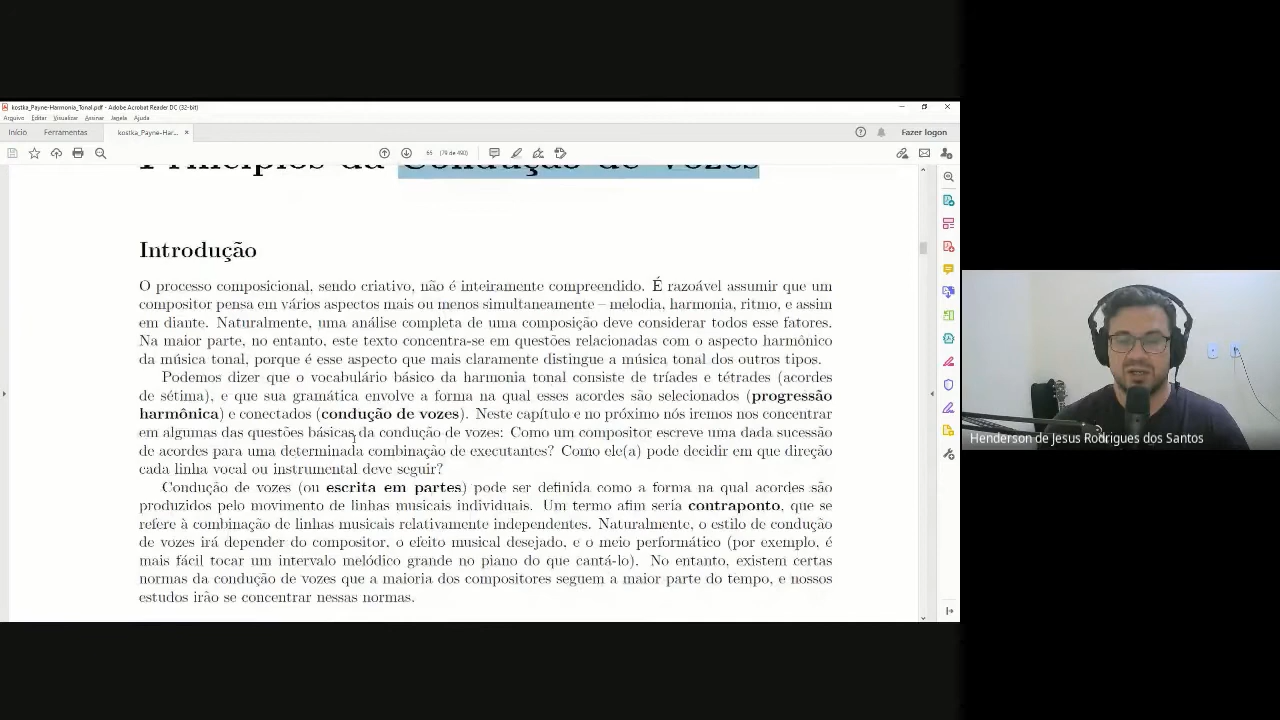 kostka_Payne-Harmonia_Tonal.pdf - Adobe Acrobat Reader DC (32-bit)
Arquivo Editar Visualizar Assinar Janela Ajuda
Início Ferramentas kostka_Payne-Har... × Fazer logon
66 (79 de 490)
Princípios da Condução de Vozes
Introdução
O processo composicional, sendo criativo, não é inteiramente compreendido. É razoável assumir que um
compositor pensa em vários aspectos mais ou menos simultaneamente – melodia, harmonia, ritmo, e assim
em diante. Naturalmente, uma análise completa de uma composição deve considerar todos esse fatores.
Na maior parte, no entanto, este texto concentra-se em questões relacionadas com o aspecto harmônico
da música tonal, porque é esse aspecto que mais claramente distingue a música tonal dos outros tipos.
Podemos dizer que o vocabulário básico da harmonia tonal consiste de tríades e tétrades (acordes
de sétima), e que sua gramática envolve a forma na qual esses acordes são selecionados (progressão
harmônica) e conectados (condução de vozes). Neste capítulo e no próximo nós iremos nos concentrar
em algumas das questões básicas da condução de vozes: Como um compositor escreve uma dada sucessão
de acordes para uma determinada combinação de executantes? Como ele(a) pode decidir em que direção
cada linha vocal ou instrumental deve seguir?
Condução de vozes (ou escrita em partes) pode ser definida como a forma na qual acordes são
produzidos pelo movimento de linhas musicais individuais. Um termo afim seria contraponto, que se
refere à combinação de linhas musicais relativamente independentes. Naturalmente, o estilo de condução
de vozes irá depender do compositor, o efeito musical desejado, e o meio performático (por exemplo, é
mais fácil tocar um intervalo melódico grande no piano do que cantá-lo). No entanto, existem certas
normas da condução de vozes que a maioria dos compositores seguem a maior parte do tempo, e nossos
estudos irão se concentrar nessas normas.
Henderson de Jesus Rodrigues dos Santos